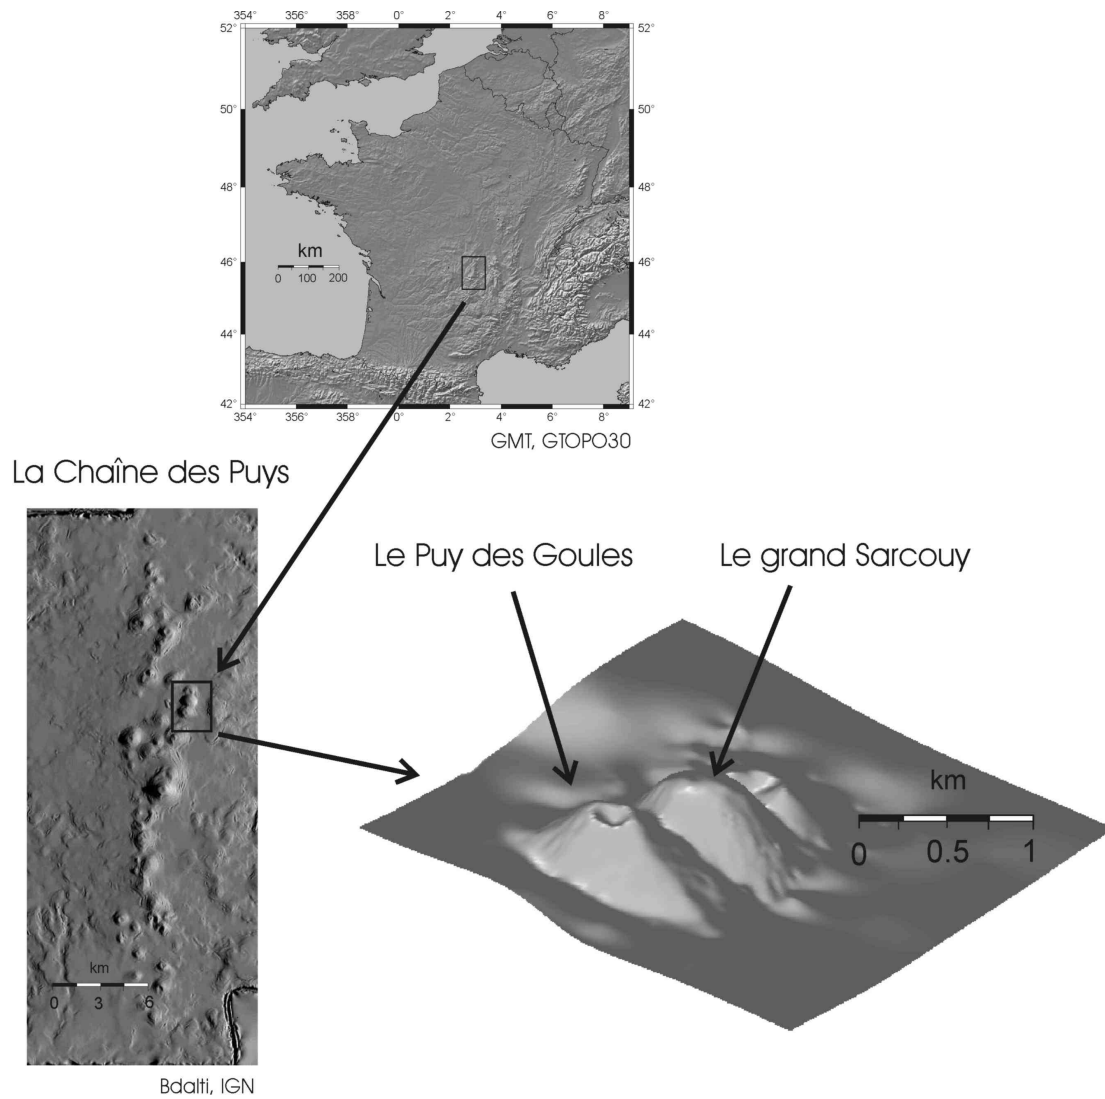 354° 356° 358° 0° 2° 4° 6° 8°
52° 52°
50° 50°
48° 48°
km
46° 46°
0 100 200
44° 44°
42° 42°
354° 356° 358° 0° 2° 4° 6° 8°
GMT, GTOPO30
La Chaîne des Puys
Le Puy des Goules
Le grand Sarcouy
km
0 0.5 1
km
0 3 6
Bdalti, IGN